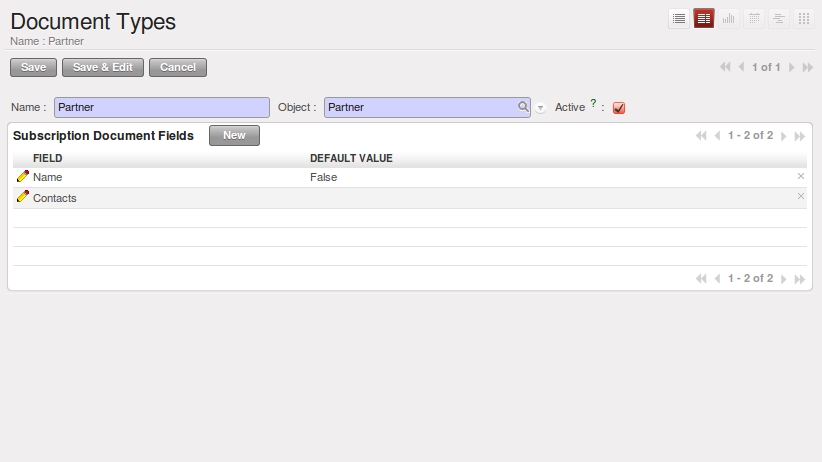 Document Types
Name : Partner
Save Save & Edit Cancel 1 of 1
Name : Partner Object : Partner Active ? :
Subscription Document Fields New 1 - 2 of 2
FIELD DEFAULT VALUE
Name False
Contacts
1 - 2 of 2